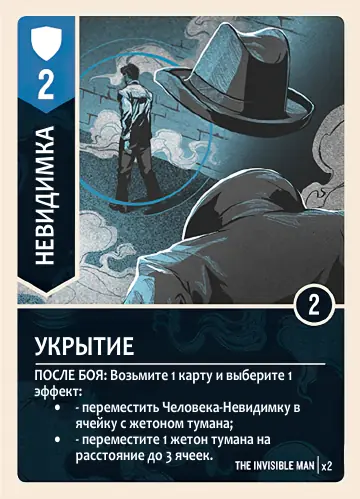 2
НЕВИДИМКА
2
УКРЫТИЕ
ПОСЛЕ БОЯ: Возьмите 1 карту и выберите 1
эффект:
• - переместить Человека-Невидимку в
ячейку с жетоном тумана;
• - переместите 1 жетон тумана на
расстояние до 3 ячеек.
THE INVISIBLE MAN | x2